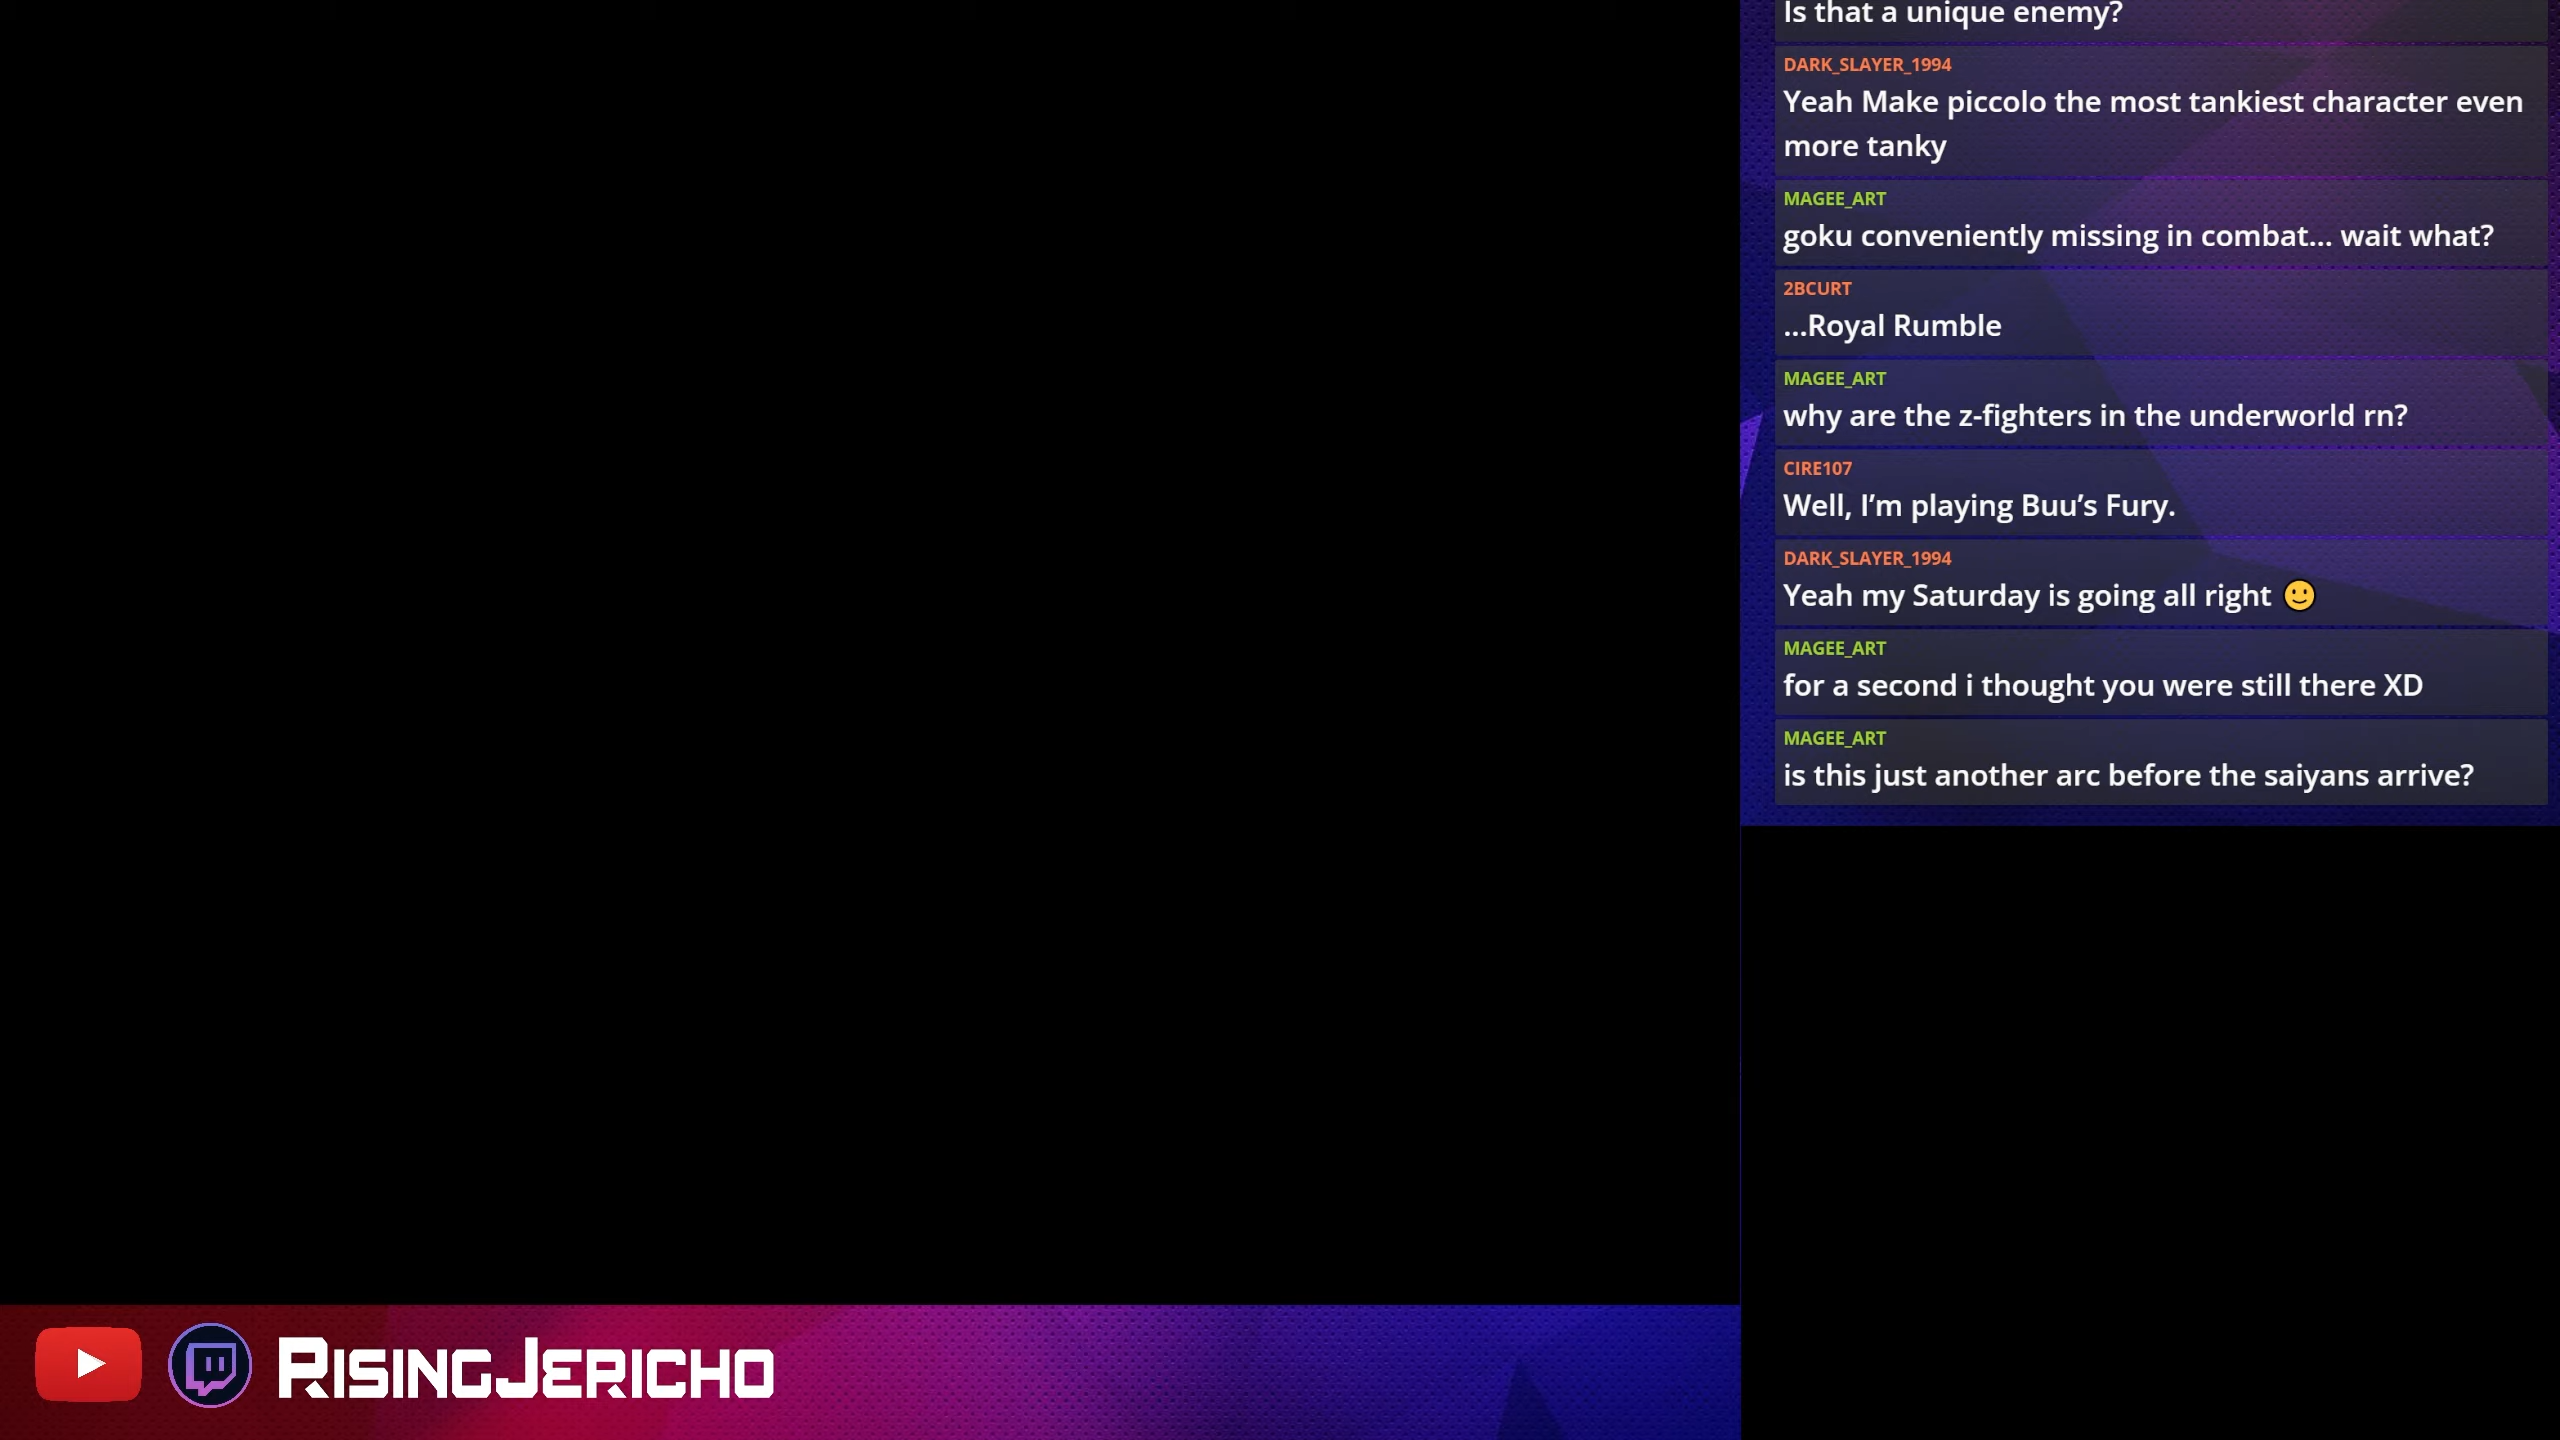 Is that a unique enemy?
DARK_SLAYER_1994
Yeah Make piccolo the most tankiest character even
more tanky
MAGEE_ART
goku conveniently missing in combat... wait what?
2BCURT
...Royal Rumble
MAGEE_ART
why are the z-fighters in the underworld rn?
CIRE107
Well, I’m playing Buu’s Fury.
DARK_SLAYER_1994
Yeah my Saturday is going all right 🙂
MAGEE_ART
for a second i thought you were still there XD
MAGEE_ART
is this just another arc before the saiyans arrive?
RISINGJERICHO